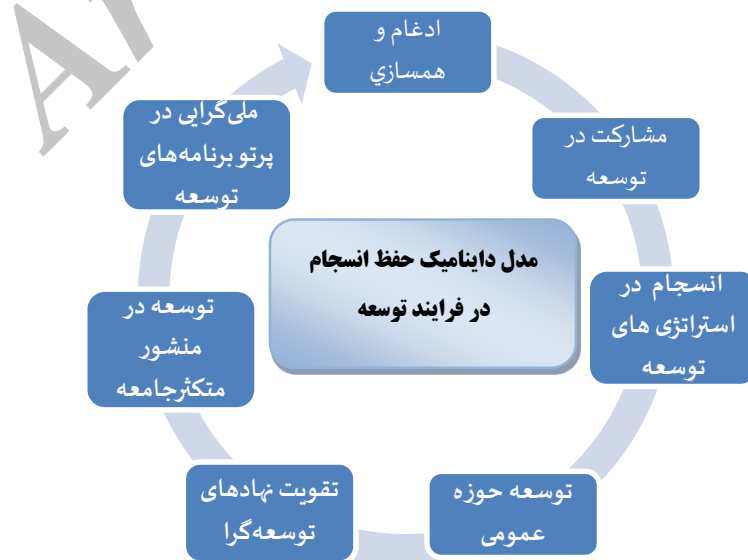 ادغام و
همسازي
مشارکت در
توسعه
انسجام در
استراتژی های
توسعه
توسعه حوزه
عمومی
تقویت نهادهای
توسعه‌گرا
توسعه در
منشور
متکثرجامعه
ملی‌گرایی در
پرتو برنامه‌های
توسعه
مدل داینامیک حفظ انسجام
در فرایند توسعه